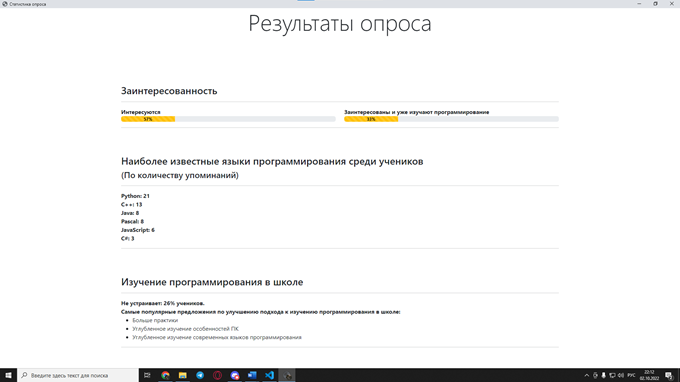 Статистика опроса
Результаты опроса
Заинтересованность
Интересуются
57%
Заинтересованы и уже изучают программирование
33%
Наиболее известные языки программирования среди учеников
(По количеству упоминаний)
Python: 21
C++: 13
Java: 8
Pascal: 8
JavaScript: 6
C#: 3
Изучение программирования в школе
Не устраивает: 26% учеников.
Самые популярные предложения по улучшению подхода к изучению программирования в школе:
Больше практики
Углубленное изучение особенностей ПК
Углубленное изучение современных языков программирования
Введите здесь текст для поиска
РУС
22:12
02.10.2022